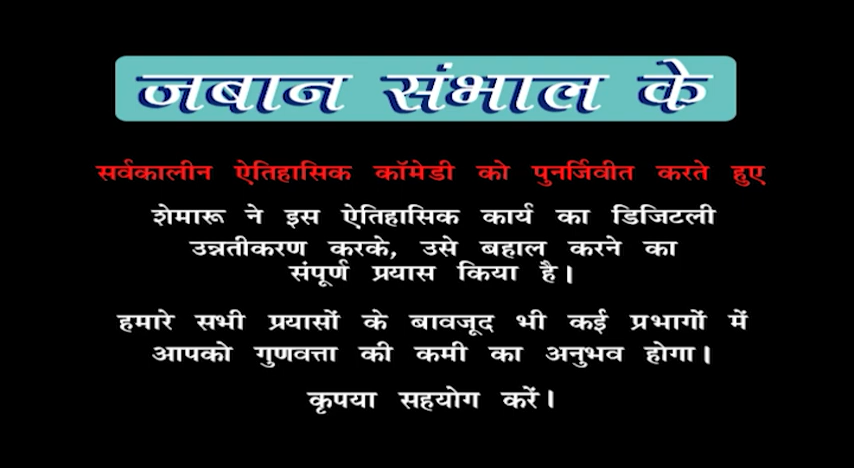 जबान संभाल के
सर्वकालीन ऐतिहासिक कॉमेडी को पुनर्जिवीत करते हुए
शेमारू ने इस ऐतिहासिक कार्य का डिजिटली
उन्नतीकरण करके, उसे बहाल करने का
संपूर्ण प्रयास किया है।
हमारे सभी प्रयासों के बावजूद भी कई प्रभागों में
आपको गुणवत्ता की कमी का अनुभव होगा।
कृपया सहयोग करें।